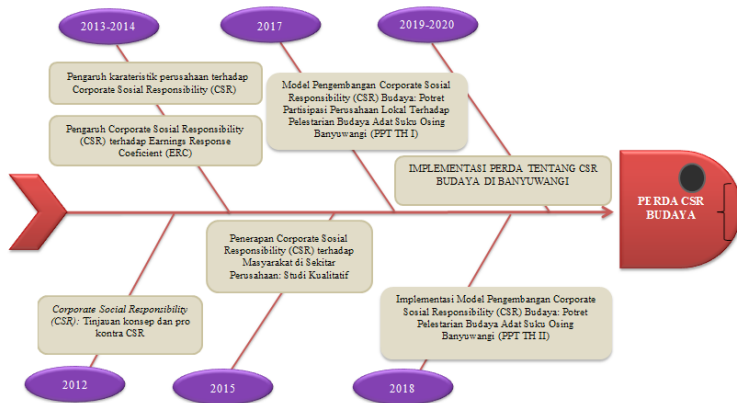 2013-2014
2017
2019-2020
Pengaruh karateristik perusahaan terhadap
Corporate Social Responsibility (CSR)
Pengaruh Corporate Social Responsibility
(CSR) terhadap Earnings Response
Coeficient (ERC)
Model Pengembangan Corporate Sosial
Responsibility (CSR) Budaya: Potret
Partisipasi Perusahaan Lokal Terhadap
Pelestarian Budaya Adat Suku Osing
Banyuwangi (PPT TH I)
IMPLEMENTASI PERDA TENTANG CSR
BUDAYA DI BANYUWANGI
PERDA CSR
BUDAYA
Corporate Social Responsibility
(CSR): Tinjauan konsep dan pro
kontra CSR
Penerapan Corporate Sosial
Responsibility (CSR) terhadap
Masyarakat di Sekitar
Perusahaan: Studi Kualitatif
Implementasi Model Pengembangan Corporate
Sosial Responsibility (CSR) Budaya: Potret
Pelestarian Budaya Adat Suku Osing
Banyuwangi (PPT TH II)
2012
2015
2018